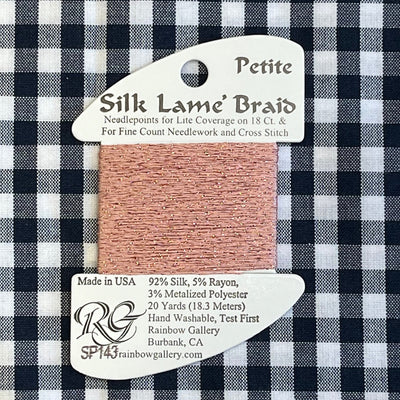 Petite
Silk Lamé Braid
Needlepoints for Lite Coverage on 18 Ct. &
For Fine Count Needlework and Cross Stitch
Made in USA
92% Silk, 5% Rayon,
3% Metalized Polyester
20 Yards (18.3 Meters)
Hand Washable, Test First
Rainbow Gallery
Burbank, CA
RG
SP143
rainbowgallery.com